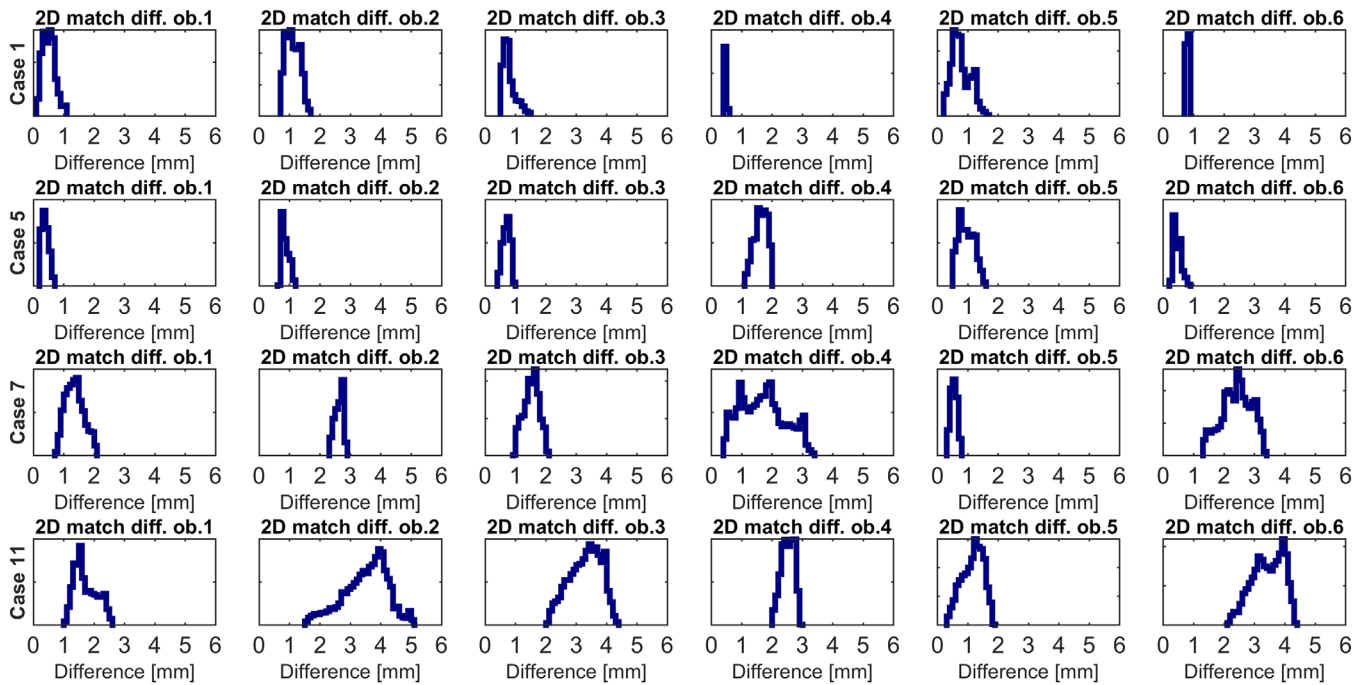 2D match diff. ob.1 2D match diff. ob.2 2D match diff. ob.3 2D match diff. ob.4 2D match diff. ob.5 2D match diff. ob.6
Case 1
0 1 2 3 4 5 6 0 1 2 3 4 5 6 0 1 2 3 4 5 6 0 1 2 3 4 5 6 0 1 2 3 4 5 6 0 1 2 3 4 5 6
Difference [mm] Difference [mm] Difference [mm] Difference [mm] Difference [mm] Difference [mm]
2D match diff. ob.1 2D match diff. ob.2 2D match diff. ob.3 2D match diff. ob.4 2D match diff. ob.5 2D match diff. ob.6
Case 5
0 1 2 3 4 5 6 0 1 2 3 4 5 6 0 1 2 3 4 5 6 0 1 2 3 4 5 6 0 1 2 3 4 5 6 0 1 2 3 4 5 6
Difference [mm] Difference [mm] Difference [mm] Difference [mm] Difference [mm] Difference [mm]
2D match diff. ob.1 2D match diff. ob.2 2D match diff. ob.3 2D match diff. ob.4 2D match diff. ob.5 2D match diff. ob.6
Case 7
0 1 2 3 4 5 6 0 1 2 3 4 5 6 0 1 2 3 4 5 6 0 1 2 3 4 5 6 0 1 2 3 4 5 6 0 1 2 3 4 5 6
Difference [mm] Difference [mm] Difference [mm] Difference [mm] Difference [mm] Difference [mm]
2D match diff. ob.1 2D match diff. ob.2 2D match diff. ob.3 2D match diff. ob.4 2D match diff. ob.5 2D match diff. ob.6
Case 11
0 1 2 3 4 5 6 0 1 2 3 4 5 6 0 1 2 3 4 5 6 0 1 2 3 4 5 6 0 1 2 3 4 5 6 0 1 2 3 4 5 6
Difference [mm] Difference [mm] Difference [mm] Difference [mm] Difference [mm] Difference [mm]